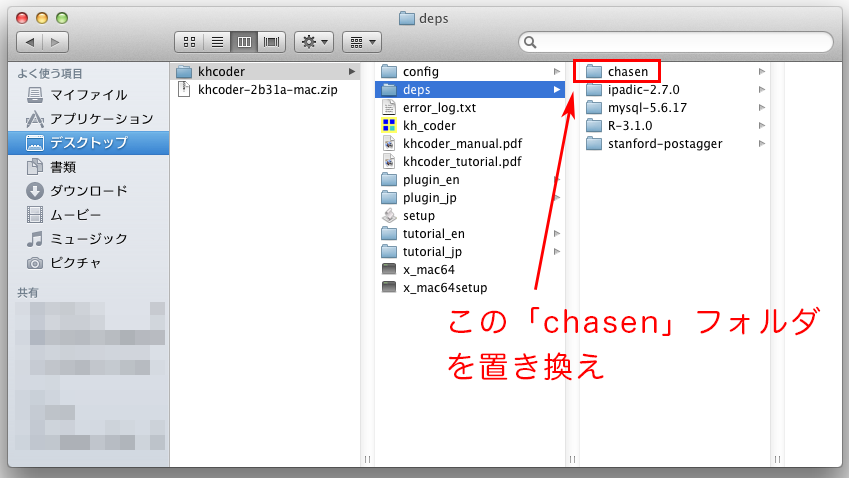 deps
よく使う項目
マイファイル
アプリケーション
デスクトップ
書類
ダウンロード
ムービー
ミュージック
ピクチャ
共有
khcoder
khcoder-2b31a-mac.zip
config
deps
error_log.txt
kh_coder
khcoder_manual.pdf
khcoder_tutorial.pdf
plugin_en
plugin_jp
setup
tutorial_en
tutorial_jp
x_mac64
x_mac64setup
chasen
ipadic-2.7.0
mysql-5.6.17
R-3.1.0
stanford-postagger
この「chasen」フォルダ
を置き換え